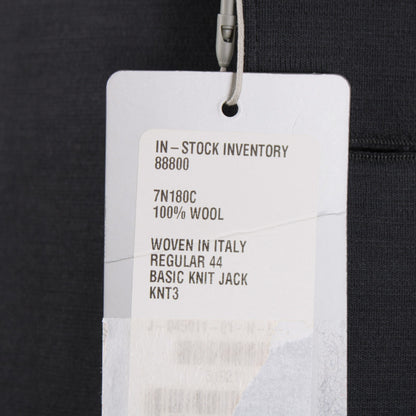 IN – STOCK INVENTORY
88800
7N180C
100% WOOL
WOVEN IN ITALY
REGULAR 44
BASIC KNIT JACK
KNT3